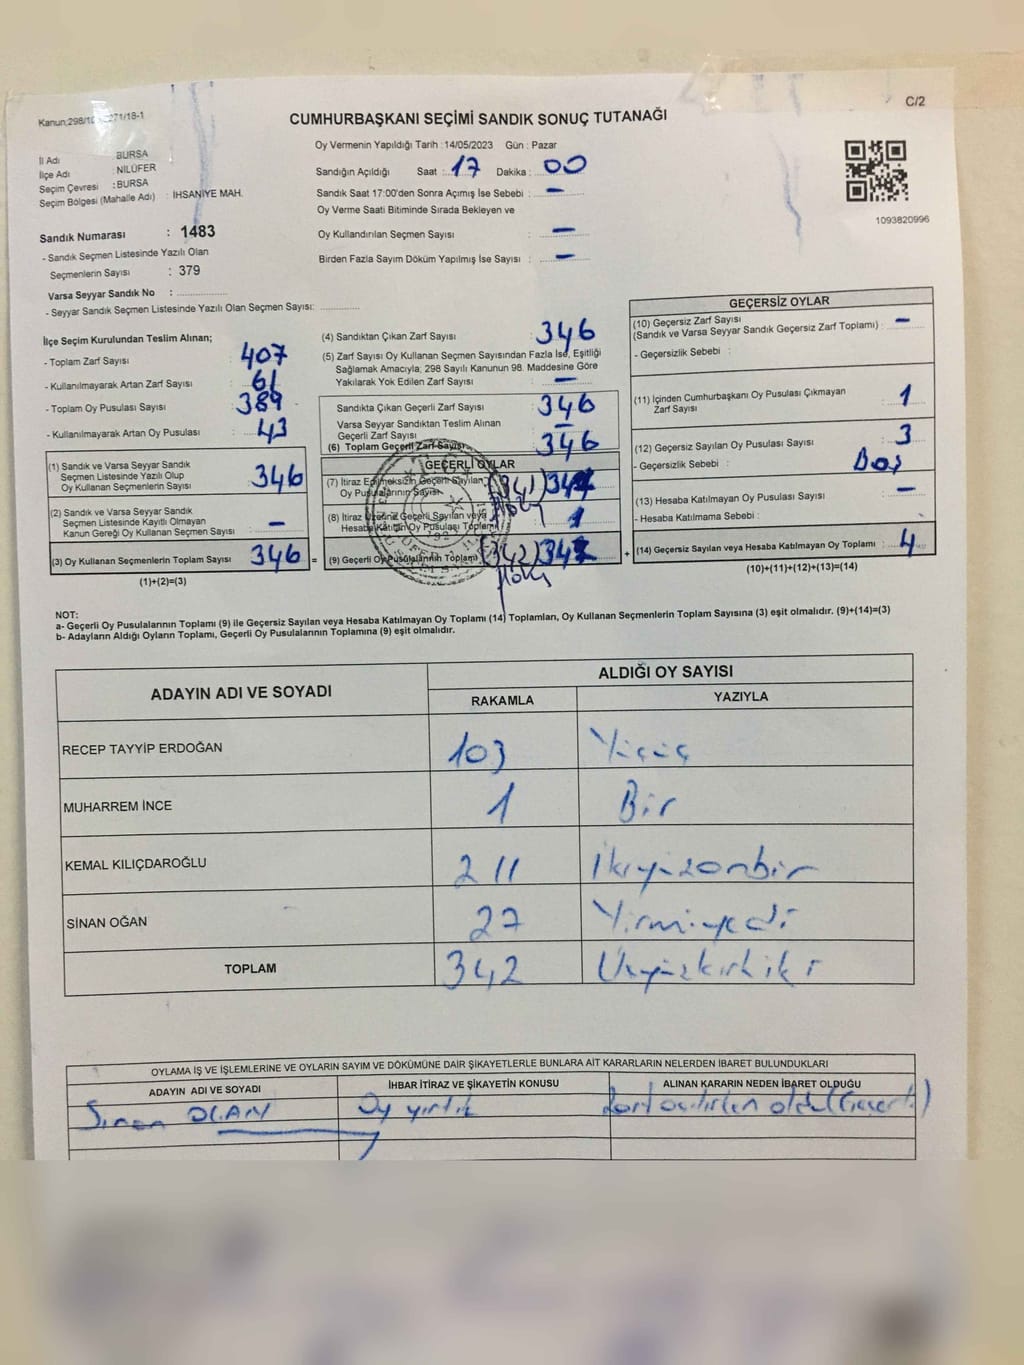 C/2
Kanun:298/10 271/18-1
CUMHURBAŞKANI SEÇİMİ SANDIK SONUÇ TUTANAĞI
Oy Vermenin Yapıldığı Tarih :14/05/2023 Gün : Pazar
İl Adı : BURSA
İlçe Adı : NİLÜFER
Seçim Çevresi : BURSA
Seçim Bölgesi (Mahalle Adı) : İHSANİYE MAH.
Sandığın Açıldığı Saat : 17 Dakika : 00
Sandık Saat 17:00'den Sonra Açımış İse Sebebi : -
Oy Verme Saati Bitiminde Sırada Bekleyen ve
Oy Kullandırılan Seçmen Sayısı : -
Birden Fazla Sayım Döküm Yapılmış İse Sayısı : -
1093820996
Sandık Numarası : 1483
- Sandık Seçmen Listesinde Yazılı Olan
Seçmenlerin Sayısı : 379
Varsa Seyyar Sandık No :
- Seyyar Sandık Seçmen Listesinde Yazılı Olan Seçmen Sayısı:
İlçe Seçim Kurulundan Teslim Alınan;
- Toplam Zarf Sayısı : 407
- Kullanılmayarak Artan Zarf Sayısı : 61
- Toplam Oy Pusulası Sayısı : 389
- Kullanılmayarak Artan Oy Pusulası : 43
(1) Sandık ve Varsa Seyyar Sandık
Seçmen Listesinde Yazılı Olup
Oy Kullanan Seçmenlerin Sayısı : 346
(2) Sandık ve Varsa Seyyar Sandık
Seçmen Listesinde Kayıtlı Olmayan
Kanun Gereği Oy Kullanan Seçmen Sayısı : -
(3) Oy Kullanan Seçmenlerin Toplam Sayısı : 346 =
(1)+(2)=(3)
(4) Sandıktan Çıkan Zarf Sayısı : 346
(5) Zarf Sayısı Oy Kullanan Seçmen Sayısından Fazla İse, Eşitliği
Sağlamak Amacıyla, 298 Sayılı Kanunun 98. Maddesine Göre
Yakılarak Yok Edilen Zarf Sayısı : -
Sandıkta Çıkan Geçerli Zarf Sayısı : 346
Varsa Seyyar Sandıktan Teslim Alınan
Geçerli Zarf Sayısı : -
(6) Toplam Geçerli Zarf Sayısı : 346
GEÇERLİ OYLAR
(7) İtiraz Edilmeksizin Geçerli Sayılan
Oy Pusulalarının Sayısı (341)
(8) İtiraz Üzerine Geçerli Sayılan veya
Hesaba Katılan Oy Pusulası Toplamı 1
(9) Geçerli Oy Pusulalarının Toplamı (342) +
GEÇERSİZ OYLAR
(10) Geçersiz Zarf Sayısı
(Sandık ve Varsa Seyyar Sandık Geçersiz Zarf Toplamı) : -
- Geçersizlik Sebebi :
(11) İçinden Cumhurbaşkanı Oy Pusulası Çıkmayan
Zarf Sayısı : 1
(12) Geçersiz Sayılan Oy Pusulası Sayısı : 3
- Geçersizlik Sebebi : Boş
(13) Hesaba Katılmayan Oy Pusulası Sayısı : -
- Hesaba Katılmama Sebebi :
(14) Geçersiz Sayılan veya Hesaba Katılmayan Oy Toplamı : 4
(10)+(11)+(12)+(13)=(14)
NOT:
a- Geçerli Oy Pusulalarının Toplamı (9) ile Geçersiz Sayılan veya Hesaba Katılmayan Oy Toplamı (14) Toplamları, Oy Kullanan Seçmenlerin Toplam Sayısına (3) eşit olmalıdır. (9)+(14)=(3)
b- Adayların Aldığı Oyların Toplamı, Geçerli Oy Pusulalarının Toplamına (9) eşit olmalıdır.
ADAYIN ADI VE SOYADI ALDIĞI OY SAYISI
RAKAMLA YAZIYLA
RECEP TAYYİP ERDOĞAN 103 Yüzüç
MUHARREM İNCE 1 Bir
KEMAL KILIÇDAROĞLU 211 İkiyüzonbir
SİNAN OĞAN 27 Yirmiyedi
TOPLAM 342 Üçyüzkırkiki
OYLAMA İŞ VE İŞLEMLERİNE VE OYLARIN SAYIM VE DÖKÜMÜNE DAİR ŞİKAYETLERLE BUNLARA AİT KARARLARIN NELERDEN İBARET BULUNDUKLARI
ADAYIN ADI VE SOYADI İHBAR İTİRAZ VE ŞİKAYETİN KONUSU ALINAN KARARIN NEDEN İBARET OLDUĞU
Sinan OĞAN Oy yırtık Zarf açılırken oldu (Geçerli)